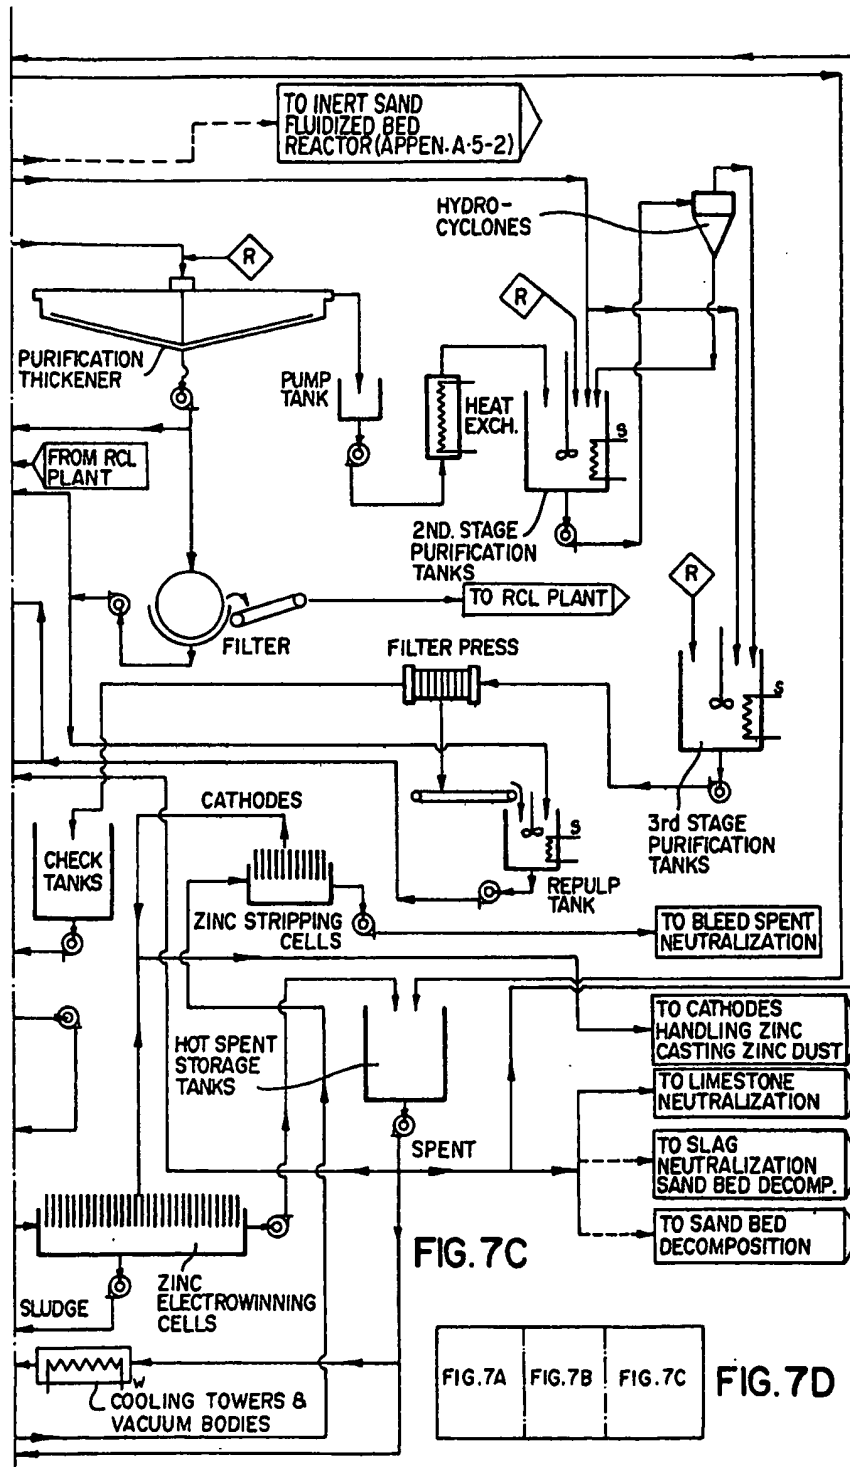 TO INERT SAND
FLUIDIZED BED
REACTOR (APPEN. A·5-2)
HYDRO-
CYCLONES
R
R
PURIFICATION
THICKENER
PUMP
TANK
HEAT
EXCH.
S
FROM RCL
PLANT
2ND. STAGE
PURIFICATION
TANKS
R
TO RCL PLANT
FILTER
FILTER PRESS
S
CATHODES
3rd STAGE
PURIFICATION
TANKS
CHECK
TANKS
S
REPULP
TANK
ZINC STRIPPING
CELLS
TO BLEED SPENT
NEUTRALIZATION
TO CATHODES
HANDLING ZINC
CASTING ZINC DUST
HOT SPENT
STORAGE
TANKS
TO LIMESTONE
NEUTRALIZATION
SPENT
TO SLAG
NEUTRALIZATION
SAND BED DECOMP.
TO SAND BED
DECOMPOSITION
FIG.7C
ZINC
ELECTROWINNING
CELLS
SLUDGE
W
COOLING TOWERS &
VACUUM BODIES
FIG.7A
FIG.7B
FIG.7C
FIG.7D